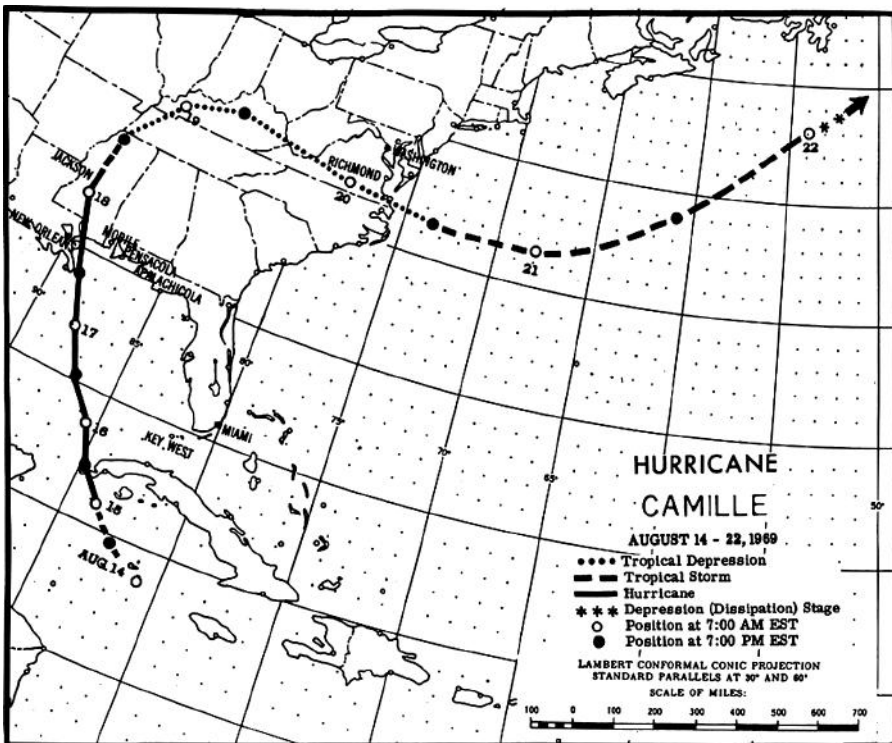 19
JACKSON
18
RICHMOND
WASHINGTON
20
22
21
NEW ORLEANS
MOBILE
PENSACOLA
APALACHICOLA
90°
85°
80°
75°
70°
65°
50°
17
16
KEY WEST
MIAMI
15
AUG. 14
HURRICANE
CAMILLE
AUGUST 14 - 22, 1969
Tropical Depression
Tropical Storm
Hurricane
*** Depression (Dissipation) Stage
Position at 7:00 AM EST
Position at 7:00 PM EST
LAMBERT CONFORMAL CONIC PROJECTION
STANDARD PARALLELS AT 30° AND 60°
SCALE OF MILES:
100 0 100 200 300 400 500 600 700